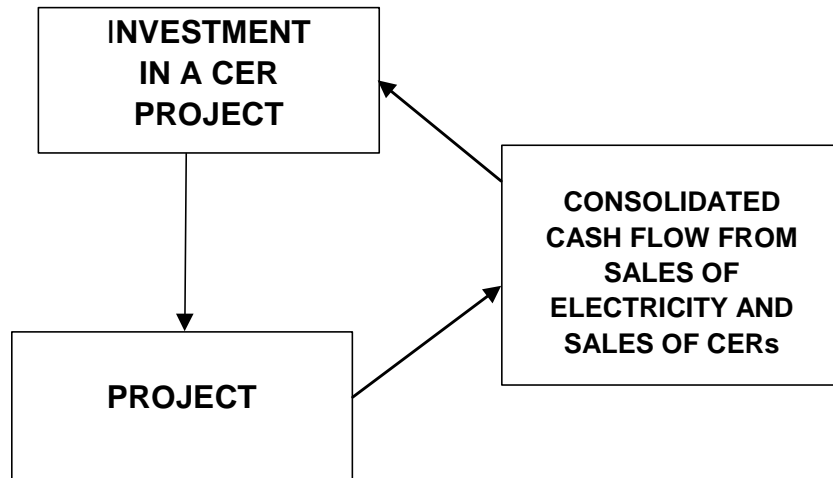 INVESTMENT
IN A CER
PROJECT
CONSOLIDATED
CASH FLOW FROM
SALES OF
ELECTRICITY AND
SALES OF CERs
PROJECT